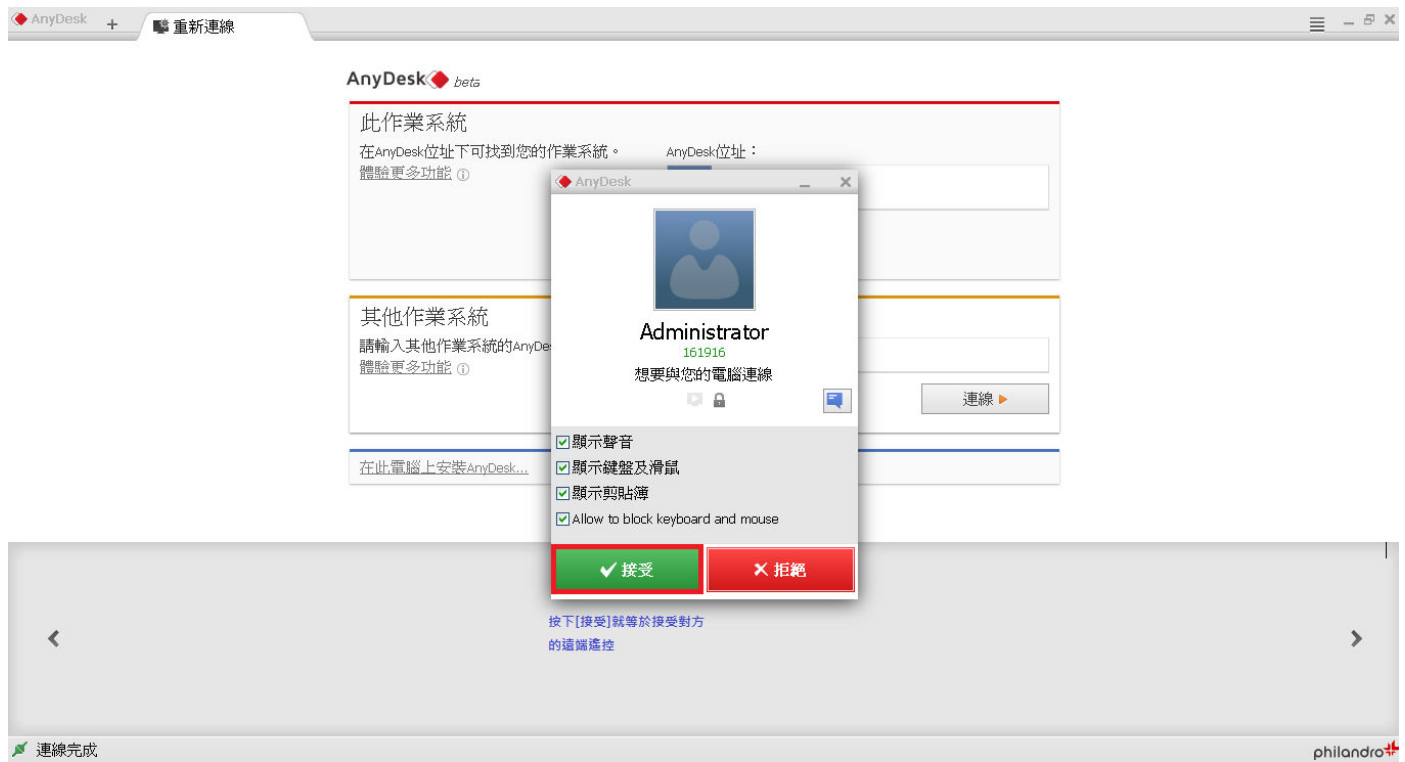 AnyDesk
重新連線
AnyDesk beta
此作業系統
在AnyDesk位址下可找到您的作業系統。
AnyDesk位址：
體驗更多功能
其他作業系統
請輸入其他作業系統的AnyDe
體驗更多功能
連線
在此電腦上安裝AnyDesk...
AnyDesk
Administrator
161916
想要與您的電腦連線
顯示聲音
顯示鍵盤及滑鼠
顯示剪貼簿
Allow to block keyboard and mouse
接受
拒絕
按下[接受]就等於接受對方
的遠端遙控
連線完成
philandro